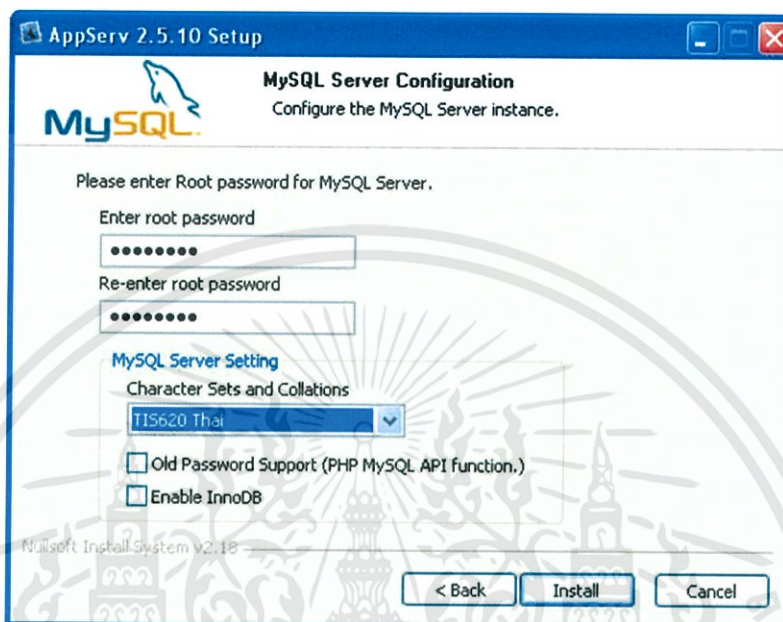 AppServ 2.5.10 Setup
MySQL Server Configuration
Configure the MySQL Server instance.
MySQL.
Please enter Root password for MySQL Server.
Enter root password
••••••••
Re-enter root password
••••••••
MySQL Server Setting
Character Sets and Collations
TIS620 Thai
Old Password Support (PHP MySQL API function.)
Enable InnoDB
Nullsoft Install System v2.18
< Back Install Cancel